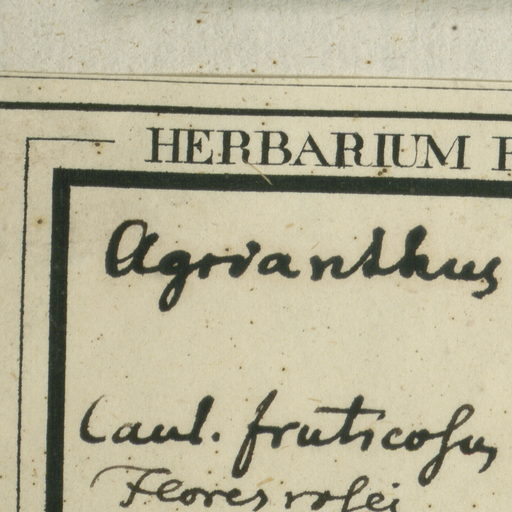 HERBARIUM
Agrianthus
Caul. fruticosus
Flores rosei